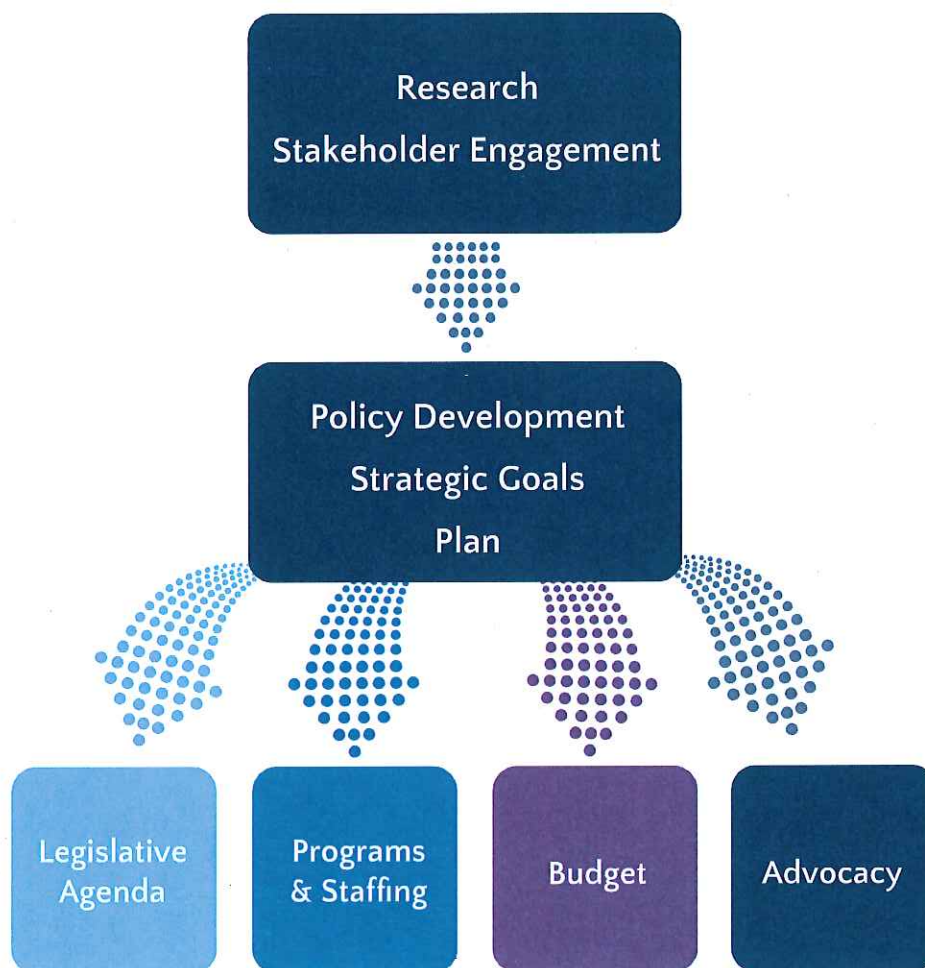 Research
Stakeholder Engagement
Policy Development
Strategic Goals
Plan
Legislative
Agenda
Programs
& Staffing
Budget
Advocacy